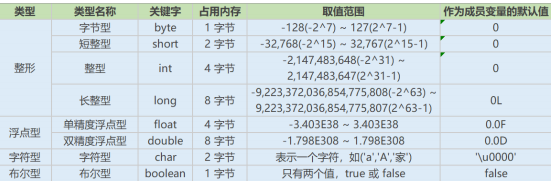 类型 类型名称 关键字 占用内存 取值范围 作为成员变量的默认值
整形 字节型 byte 1 字节 -128(-2^7) ~ 127(2^7-1) 0
短整型 short 2 字节 -32,768(-2^15) ~ 32,767(2^15-1) 0
整型 int 4 字节 -2,147,483,648(-2^31) ~
2,147,483,647(2^31-1) 0
长整型 long 8 字节 -9,223,372,036,854,775,808(-2^63) ~
9,223,372,036,854,775,807(2^63-1) 0L
浮点型 单精度浮点型 float 4 字节 -3.403E38 ~ 3.403E38 0.0F
双精度浮点型 double 8 字节 -1.798E308 ~ 1.798E308 0.0D
字符型 字符型 char 2 字节 表示一个字符，如('a','A','家') '\u0000'
布尔型 布尔型 boolean 1 字节 只有两个值，true 或 false false